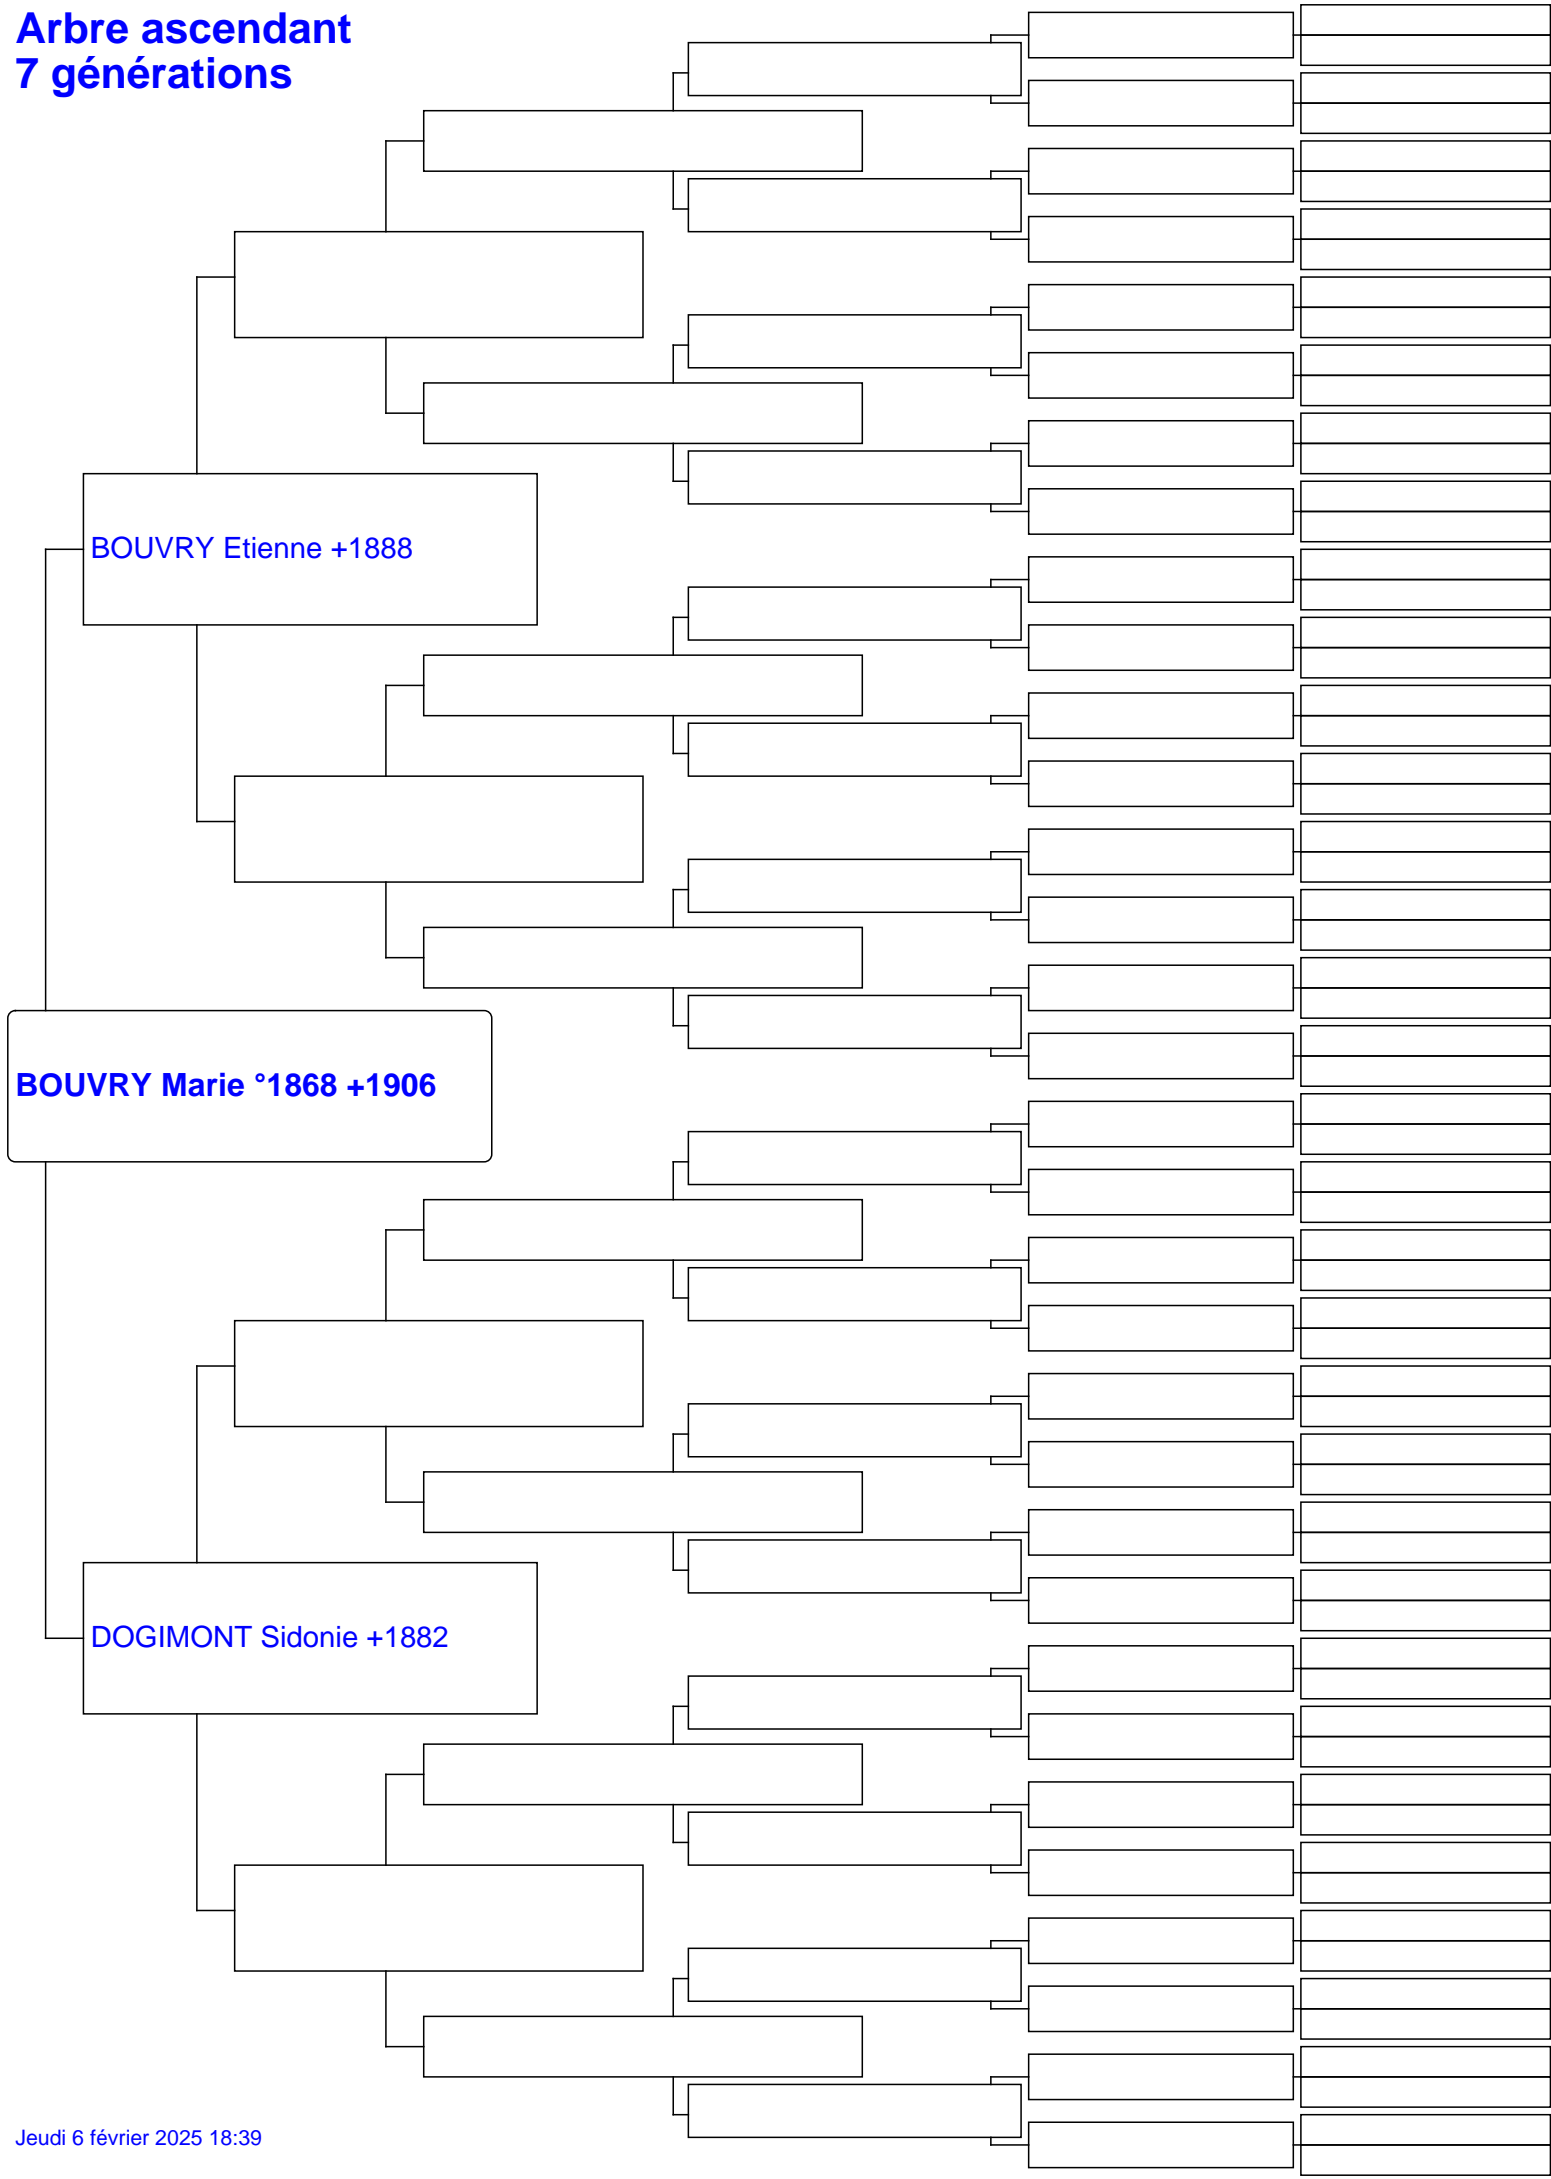 Arbre ascendant
7 générations
BOUVRY Etienne +1888
BOUVRY Marie °1868 +1906
DOGIMONT Sidonie +1882
Jeudi 6 février 2025 18:39